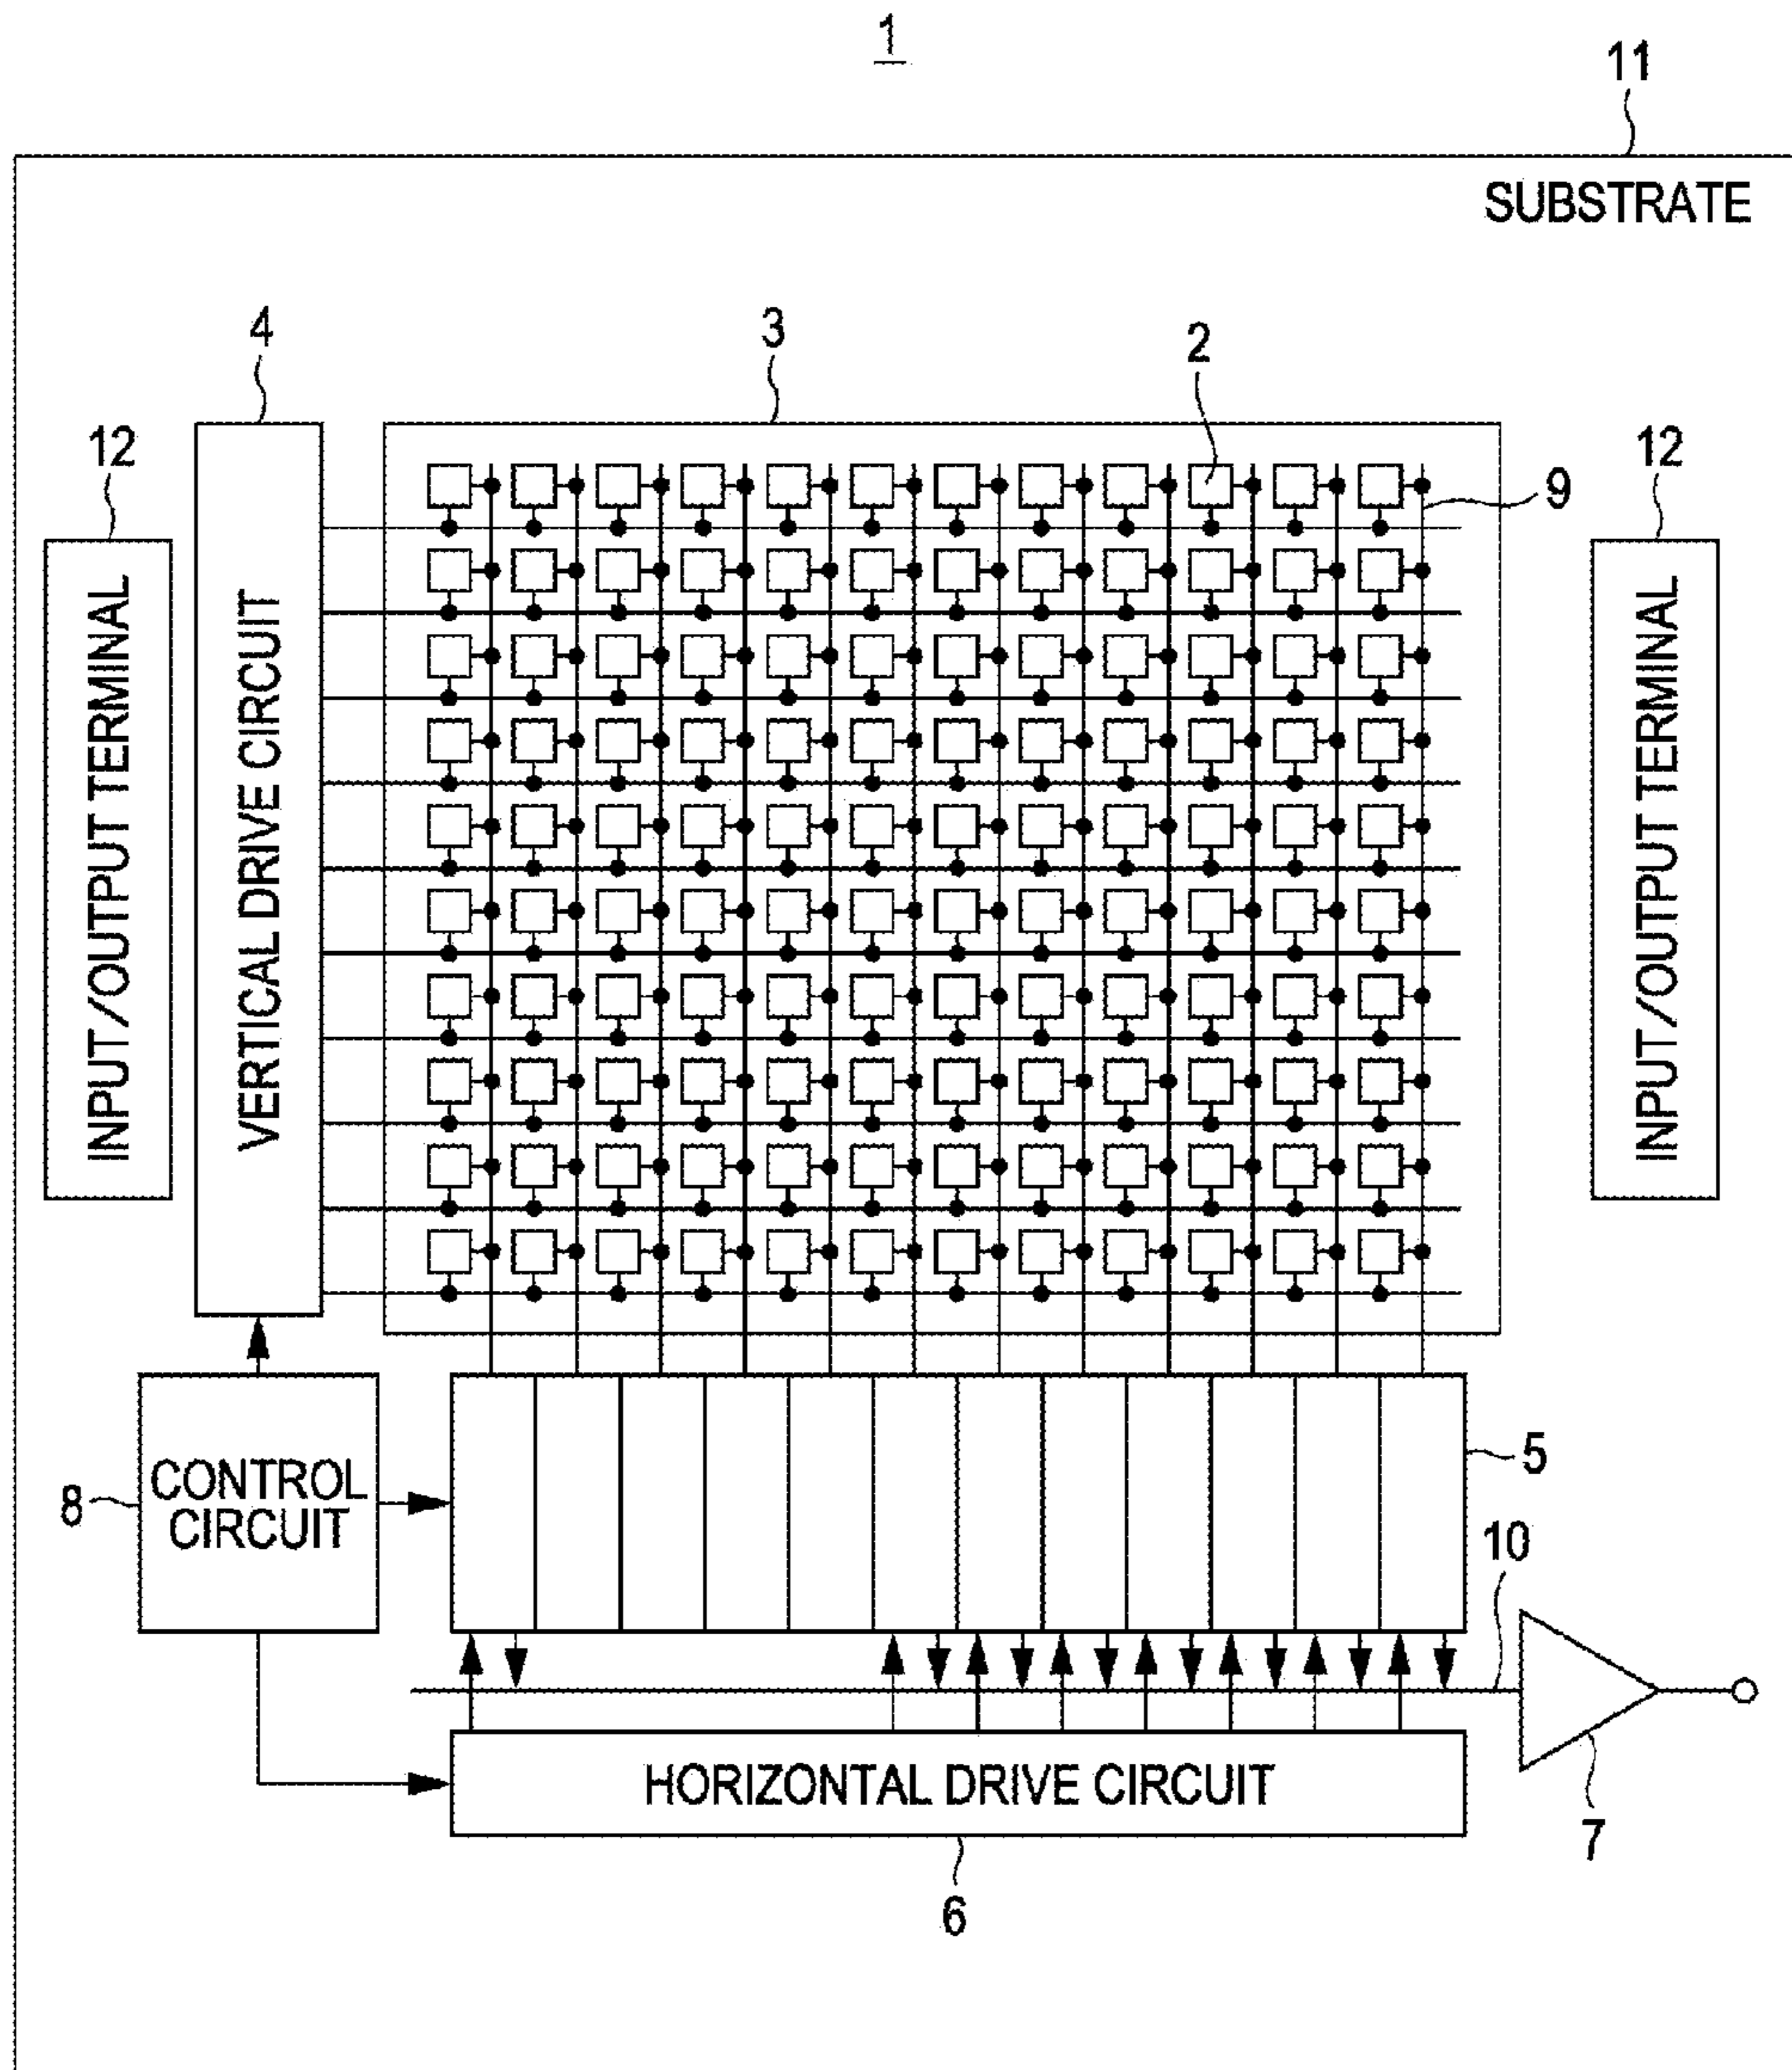 1
11
SUBSTRATE
4
3
2
12
12
9
INPUT/OUTPUT TERMINAL
VERTICAL DRIVE CIRCUIT
INPUT/OUTPUT TERMINAL
5
8
CONTROL
CIRCUIT
10
HORIZONTAL DRIVE CIRCUIT
7
6